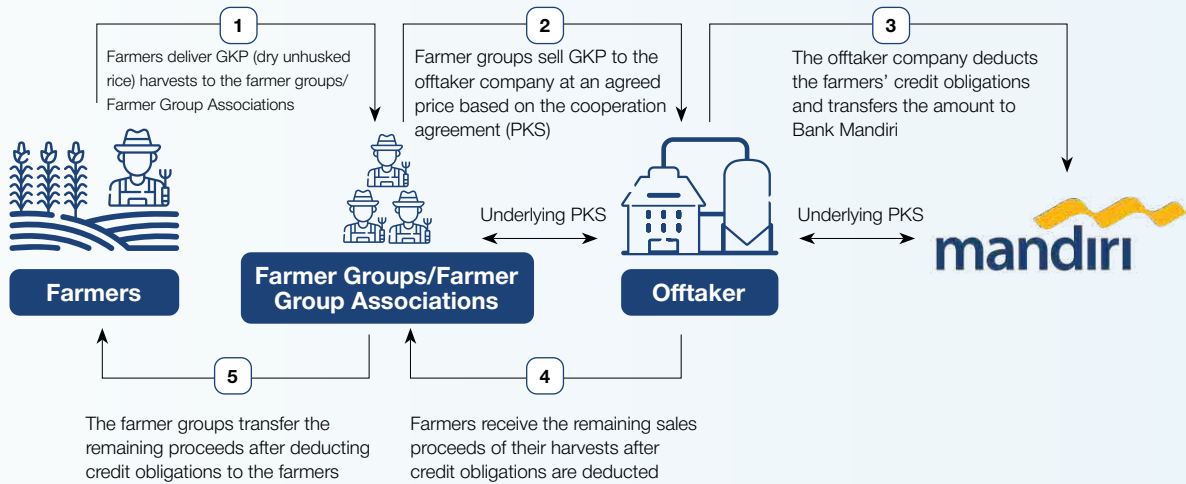 1
Farmers deliver GKP (dry unhusked
rice) harvests to the farmer groups/
Farmer Group Associations
2
Farmer groups sell GKP to the
offtaker company at an agreed
price based on the cooperation
agreement (PKS)
3
The offtaker company deducts
the farmers' credit obligations
and transfers the amount to
Bank Mandiri
Underlying PKS
Underlying PKS
mandiri
Farmers
Farmer Groups/Farmer
Group Associations
Offtaker
5
The farmer groups transfer the
remaining proceeds after deducting
credit obligations to the farmers
4
Farmers receive the remaining sales
proceeds of their harvests after
credit obligations are deducted